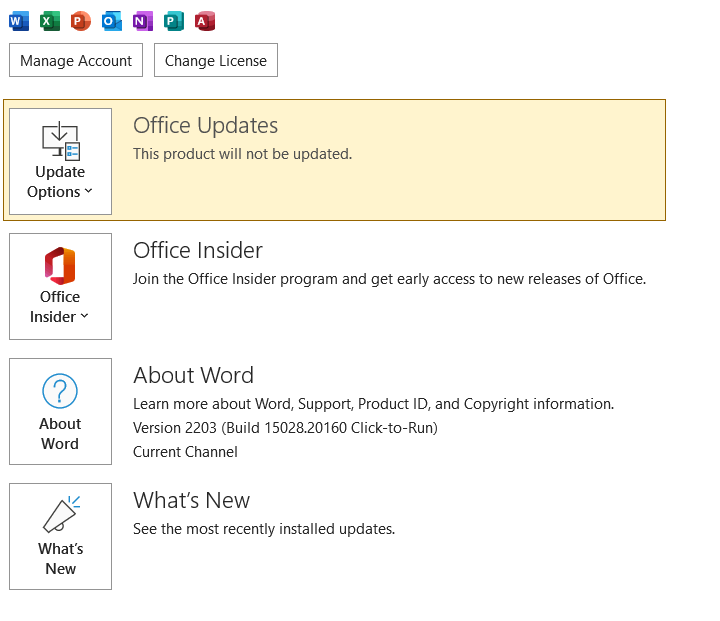 W X P O N P A
Manage Account Change License
Office Updates
This product will not be updated.
Update
Options
Office Insider
Join the Office Insider program and get early access to new releases of Office.
Office
Insider
About Word
Learn more about Word, Support, Product ID, and Copyright information.
Version 2203 (Build 15028.20160 Click-to-Run)
Current Channel
About
Word
What's New
See the most recently installed updates.
What's
New